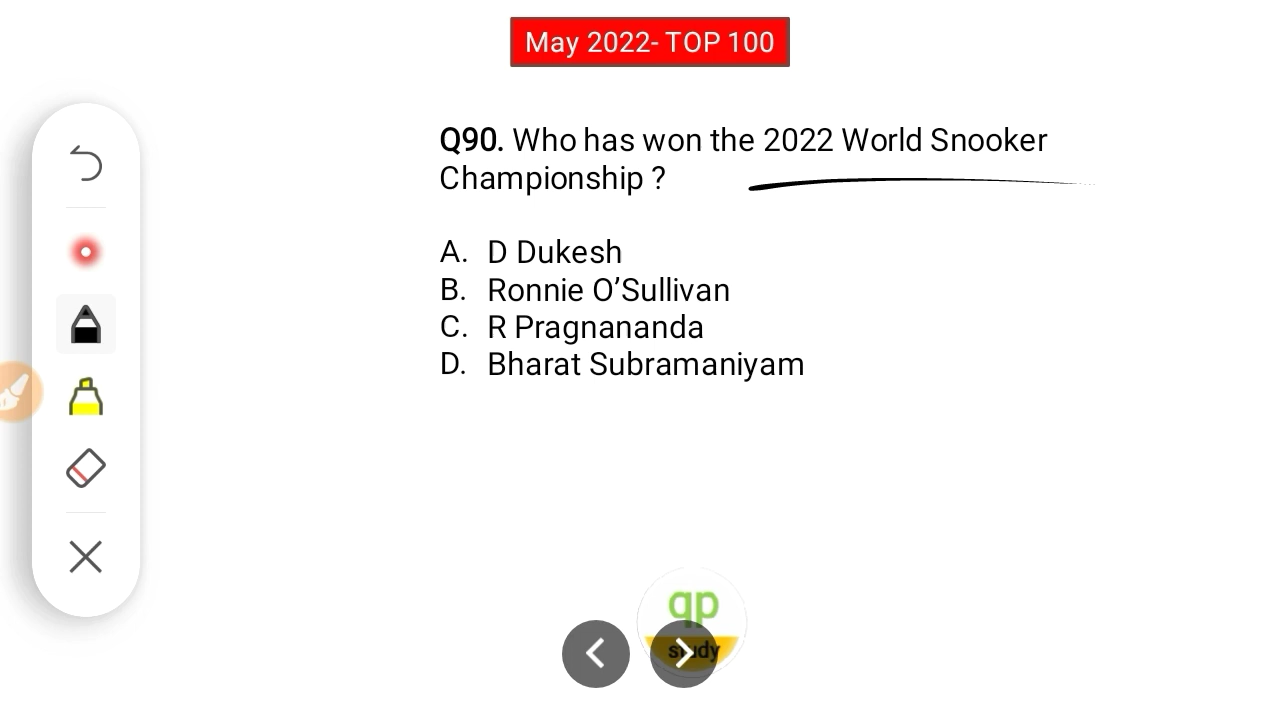 May 2022- TOP 100
Q90. Who has won the 2022 World Snooker
Championship ?
A. D Dukesh
B. Ronnie O’Sullivan
C. R Pragnananda
D. Bharat Subramaniyam
qp
study